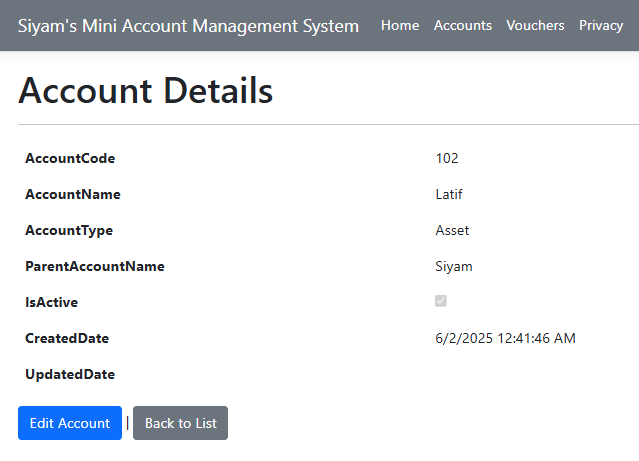 Siyam's Mini Account Management System Home Accounts Vouchers Privacy
Account Details
AccountCode 102
AccountName Latif
AccountType Asset
ParentAccountName Siyam
IsActive
CreatedDate 6/2/2025 12:41:46 AM
UpdatedDate
Edit Account | Back to List